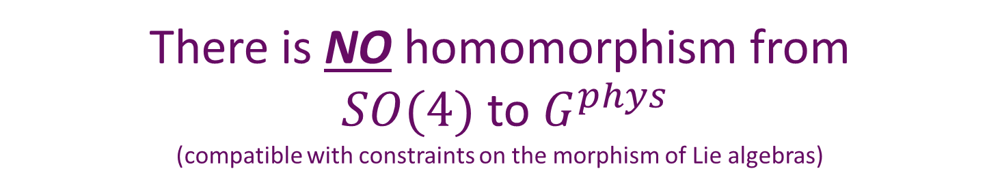 There is NO homomorphism from
SO(4) to G^phys
(compatible with constraints on the morphism of Lie algebras)